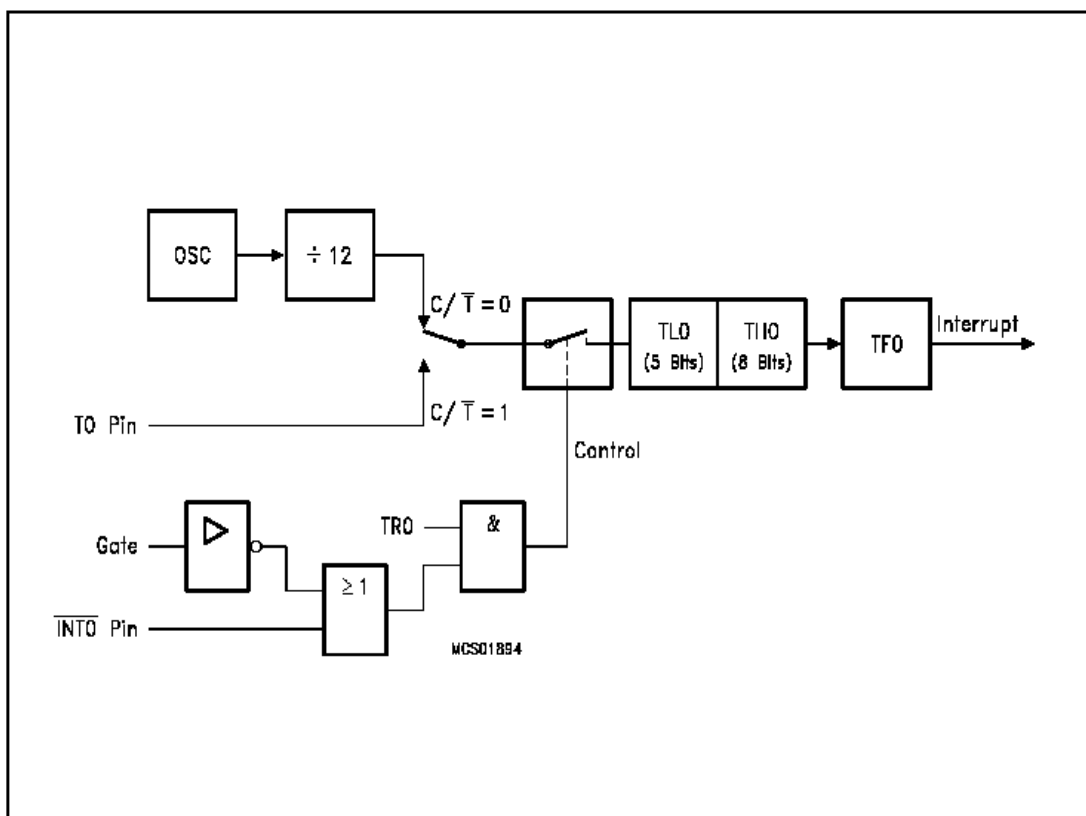 OSC
÷ 12
C/T̅ = 0
TL0
(5 Bits)
TH0
(8 Bits)
TF0
Interrupt
T0 Pin
C/T̅ = 1
Control
Gate
TR0
&
≥ 1
I̅N̅T̅0̅ Pin
MCS01894